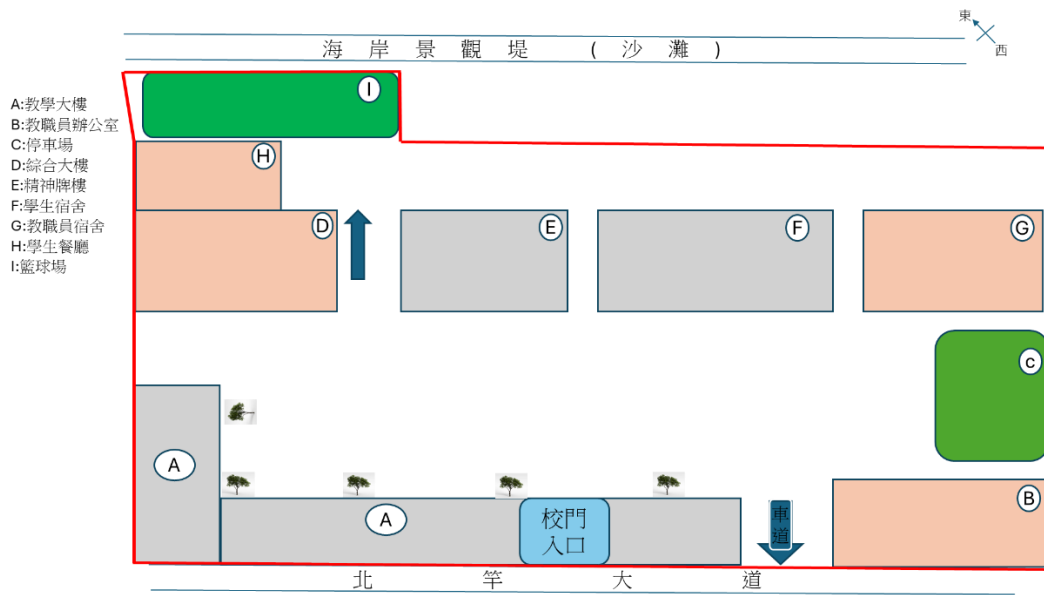 東
西
海岸景觀堤（沙灘）
A:教學大樓
B:教職員辦公室
C:停車場
D:綜合大樓
E:精神牌樓
F:學生宿舍
G:教職員宿舍
H:學生餐廳
I:籃球場
I
H
D
E
F
G
c
A
A
校門
入口
車道
B
北竿大道